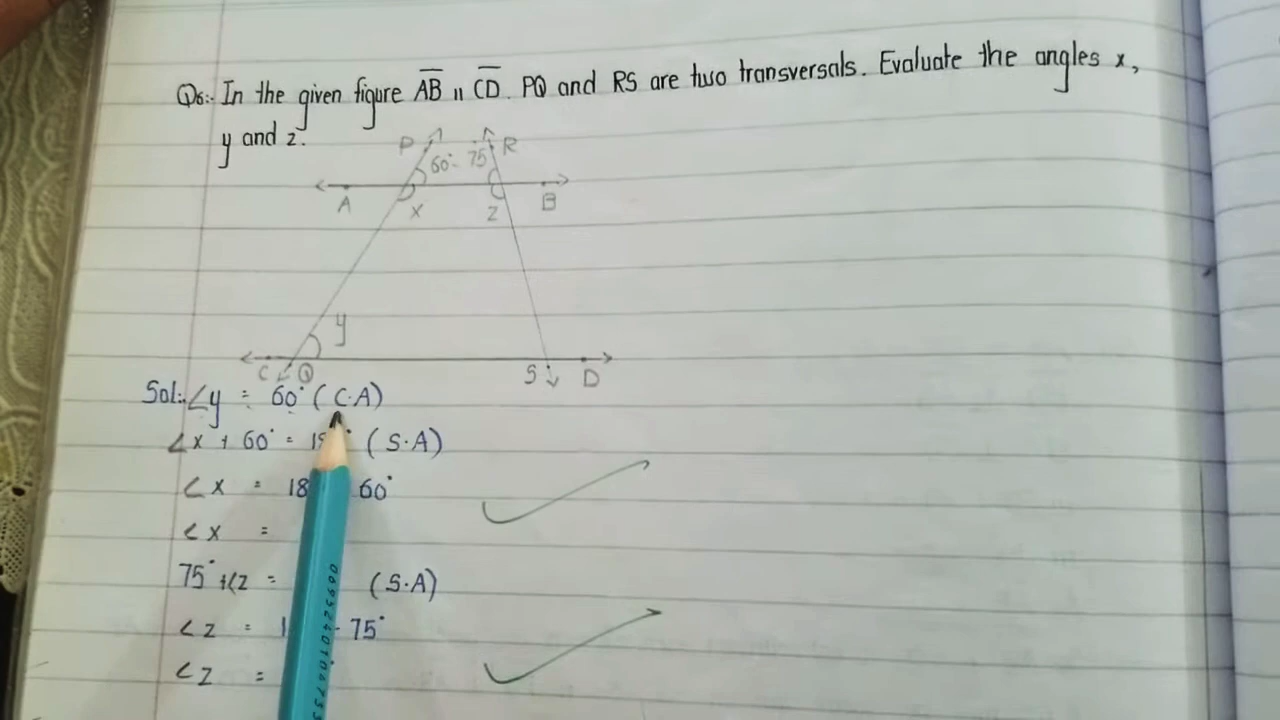 Q6:- In the given figure AB || CD. PQ and RS are two transversals. Evaluate the angles x,
y and z.
P 60° 75° R
A x z B
y
C Q S D
Sol:- ∠y = 60° (C.A)
∠x + 60° = (S.A)
∠x = 60°
∠x =
75° + ∠z = (S.A)
∠z = - 75°
∠z =